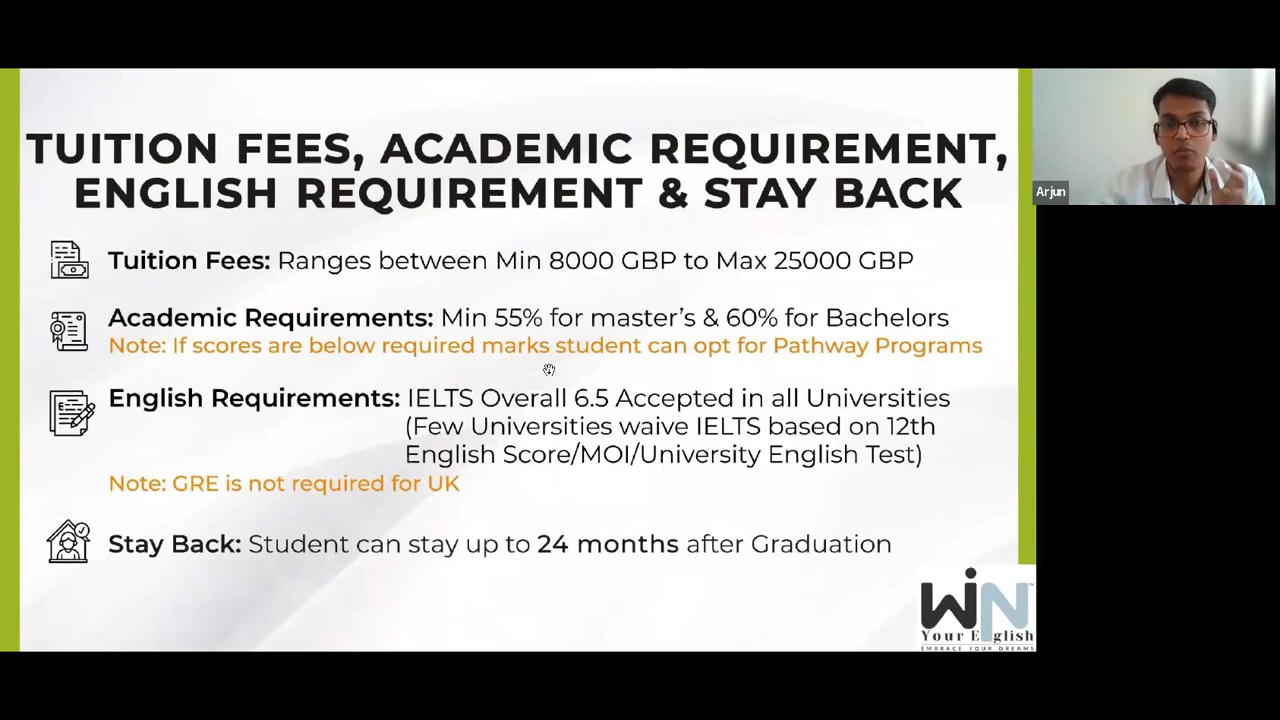 TUITION FEES, ACADEMIC REQUIREMENT,
ENGLISH REQUIREMENT & STAY BACK
Tuition Fees: Ranges between Min 8000 GBP to Max 25000 GBP
Academic Requirements: Min 55% for master's & 60% for Bachelors
Note: If scores are below required marks student can opt for Pathway Programs
English Requirements: IELTS Overall 6.5 Accepted in all Universities
(Few Universities waive IELTS based on 12th
English Score/MOI/University English Test)
Note: GRE is not required for UK
Stay Back: Student can stay up to 24 months after Graduation
WiN
Your English
EMBRACE YOUR DREAMS
Arjun